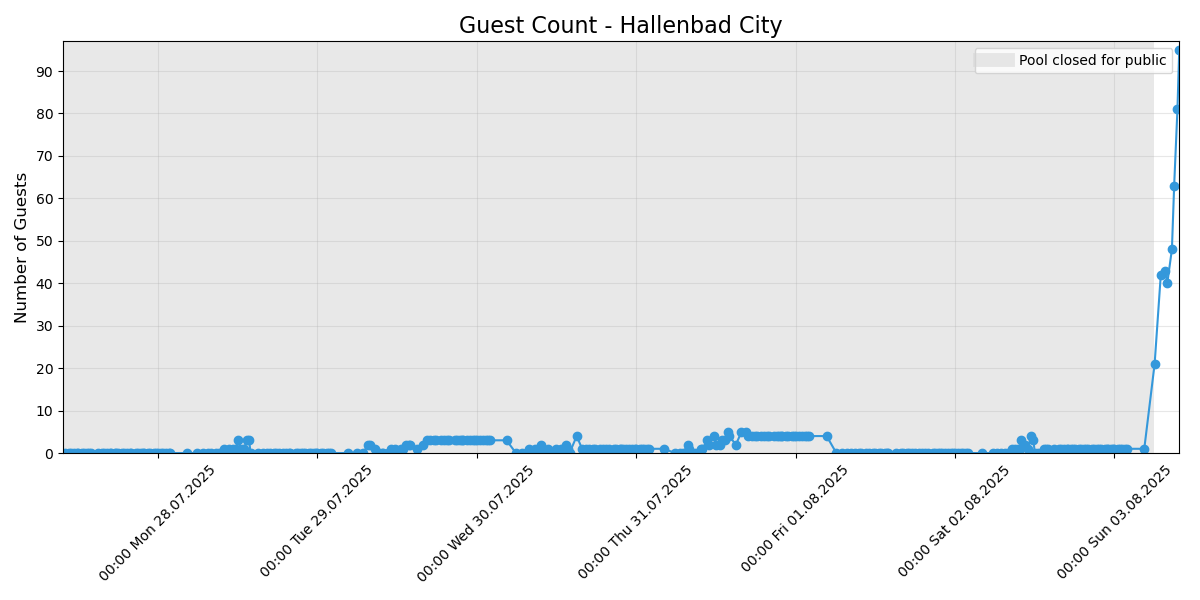 Guest Count - Hallenbad City
Pool closed for public
Number of Guests
90
80
70
60
50
40
30
20
10
0
00:00 Mon 28.07.2025
00:00 Tue 29.07.2025
00:00 Wed 30.07.2025
00:00 Thu 31.07.2025
00:00 Fri 01.08.2025
00:00 Sat 02.08.2025
00:00 Sun 03.08.2025